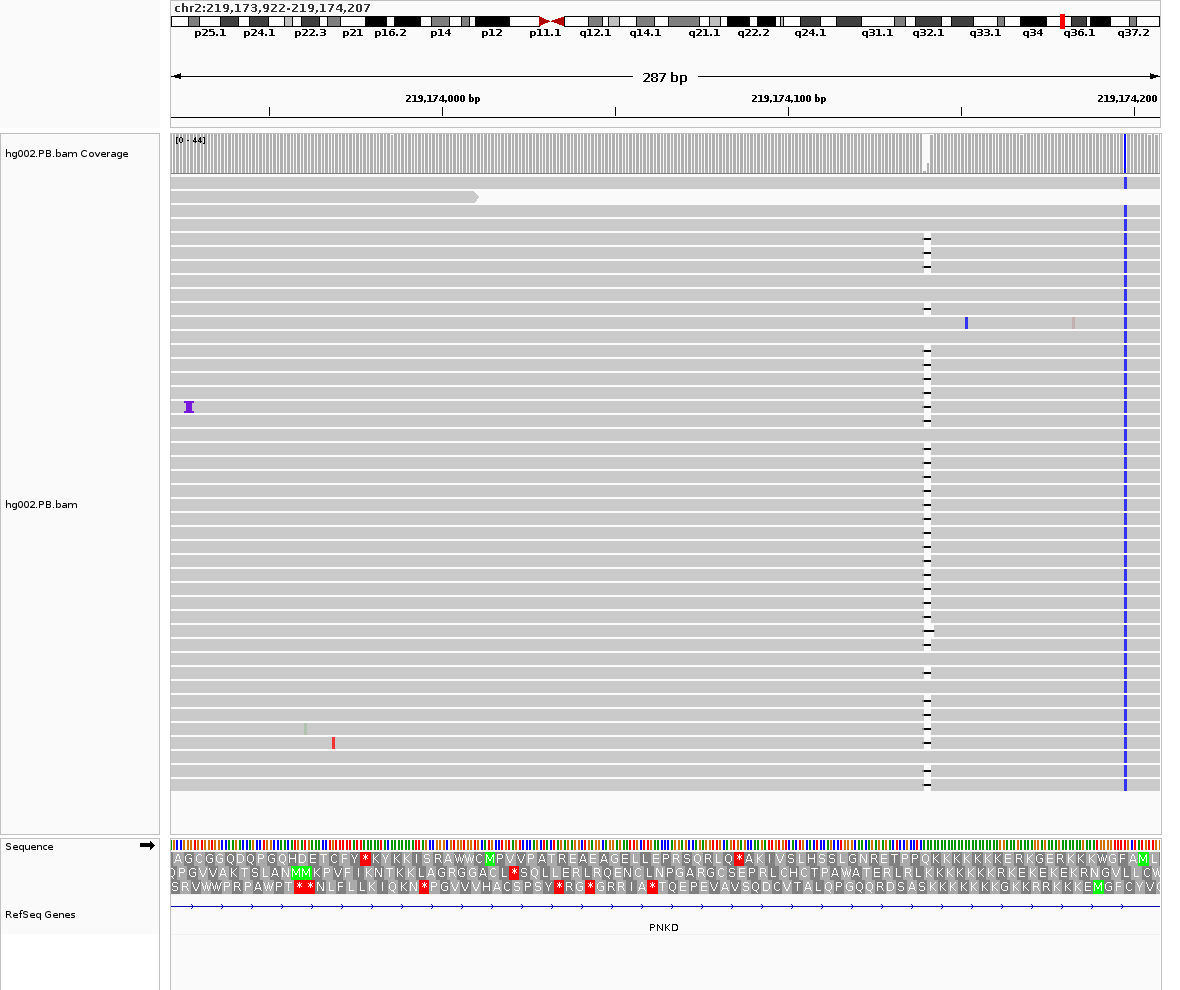 chr2:219,173,922-219,174,207
p25.1 p24.1 p22.3 p21 p16.2 p14 p12 p11.1 q12.1 q14.1 q21.1 q22.2 q24.1 q31.1 q32.1 q33.1 q34 q36.1 q37.2
287 bp
219,174,000 bp 219,174,100 bp 219,174,200
[0 - 44]
hg002.PB.bam Coverage
hg002.PB.bam
Sequence
AGCGGQDQPGQHDETCFY*KYKKISRAWWCMPVVPATREAEAGELLEPRSQRLQ*AKIVSLHSSLGNRETPPQKKKKKKERKGERKKKWGFAML
QPGVVAKTSLANMMKPVFIIKNTKKLAGRGGACL*SQLLERLRQENCLNPGARGCSEPRLCHCTPAWATERLRLKKKKKKRKEKEKEKRNGVLLCW
SRVWWPRPAWPT**NLFLLKIQKN*PGVVVHACSPSY*RG*GRRIA*TQEPEVAVSQDCVTALQPGQQRDSASKKKKKKGKKRRKKKEMGFCYV
RefSeq Genes
PNKD